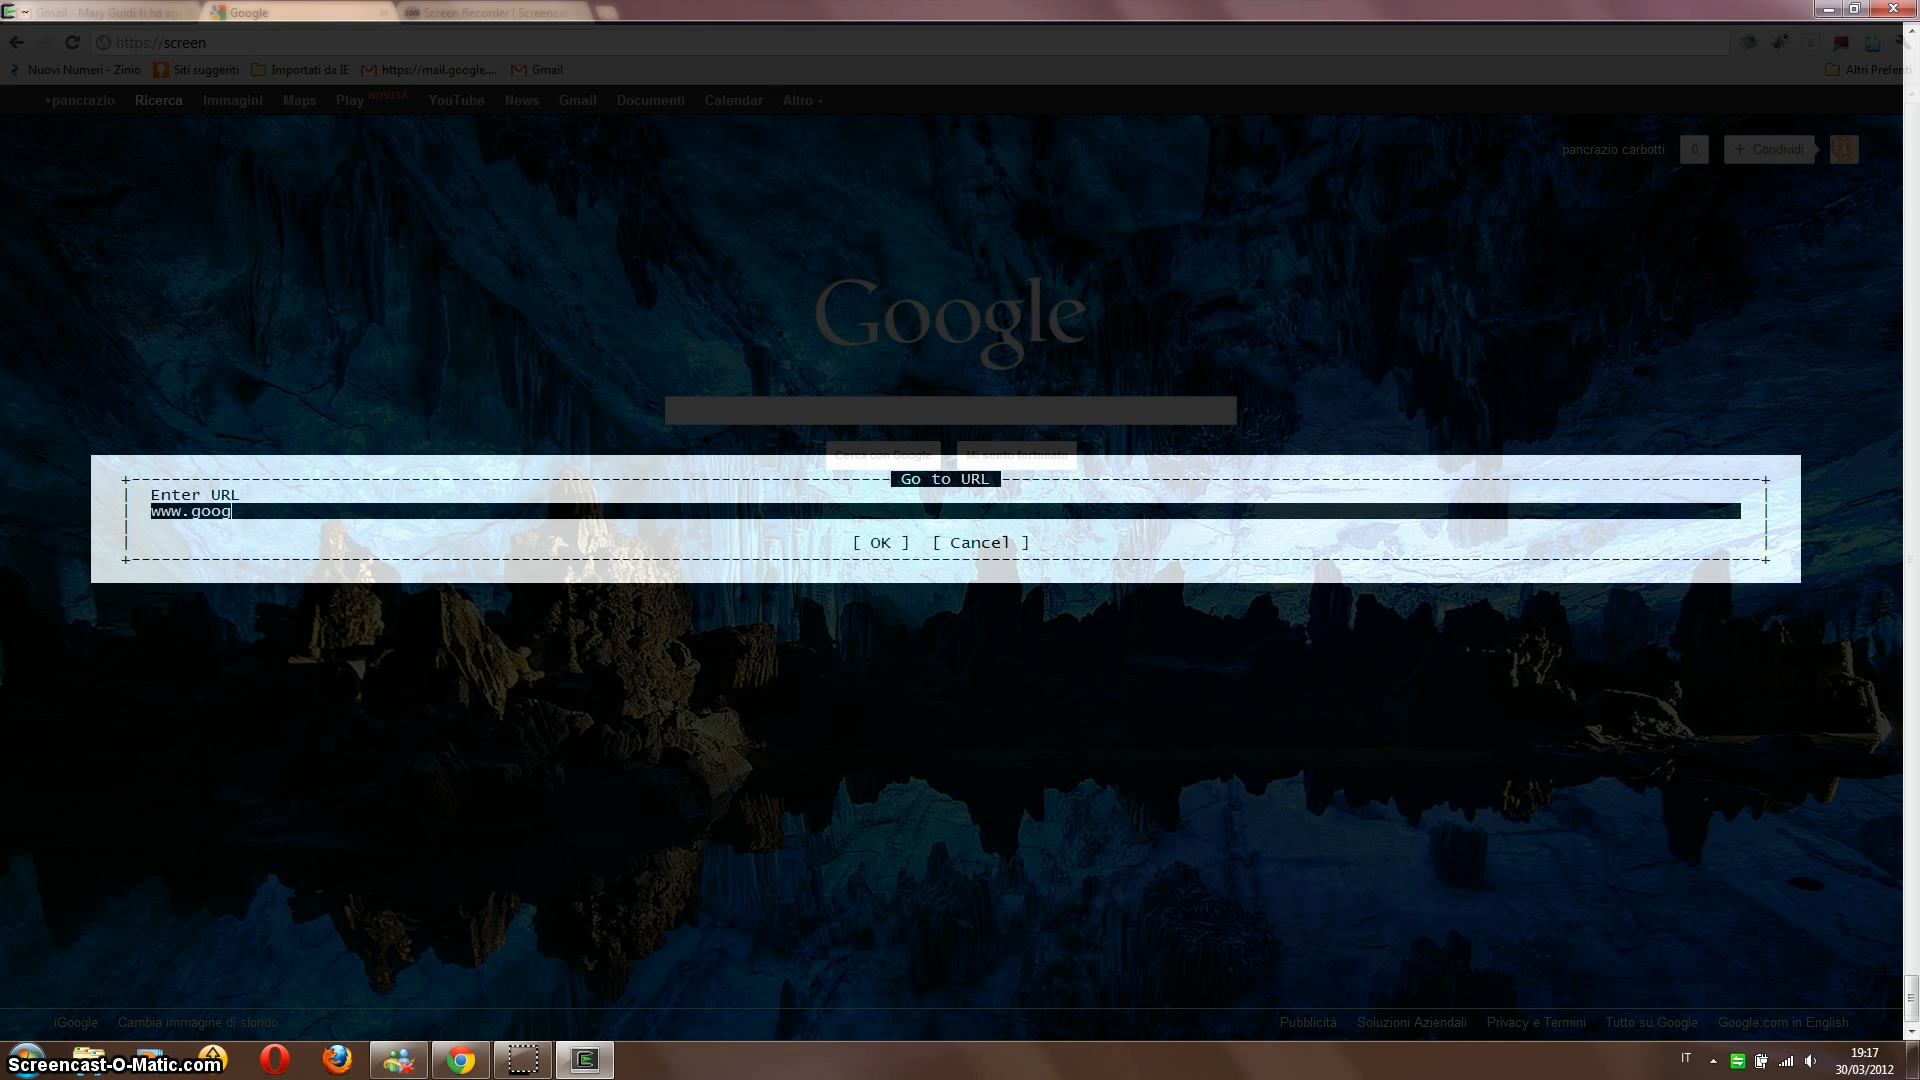 ~
Gmail - Mary Guidi ti ha
Google
Screen Recorder | Screencast
https://screen
Nuovi Numeri - Zinio
Siti suggeriti
Importati da IE
https://mail.google....
Gmail
Altri Preferiti
+pancrazio
Ricerca
Immagini
Maps
Play
NOVITÀ
YouTube
News
Gmail
Documenti
Calendar
Altro
pancrazio carbotti
0
+ Condividi
Google
Cerca con Google
Mi sento fortunato
Go to URL
Enter URL
www.goog
[ OK ] [ Cancel ]
iGoogle
Cambia immagine di sfondo
Pubblicità
Soluzioni Aziendali
Privacy e Termini
Tutto su Google
Google.com in English
Screencast-O-Matic.com
IT
19:17
30/03/2012